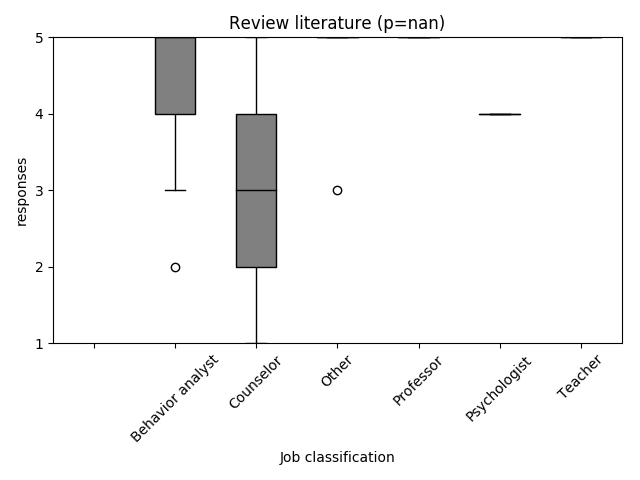 Review literature (p=nan)
5
4
3
2
1
responses
Behavior analyst
Counselor
Other
Professor
Psychologist
Teacher
Job classification